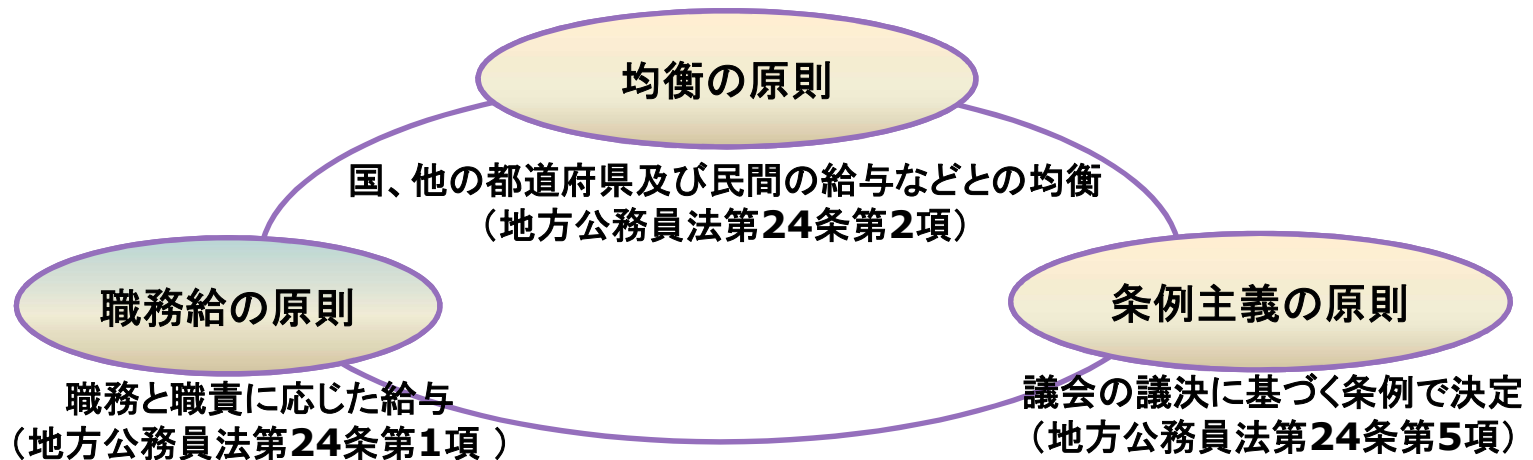 均衡の原則
国、他の都道府県及び民間の給与などとの均衡
（地方公務員法第24条第2項）
職務給の原則
職務と職責に応じた給与
（地方公務員法第24条第1項 ）
条例主義の原則
議会の議決に基づく条例で決定
（地方公務員法第24条第5項）